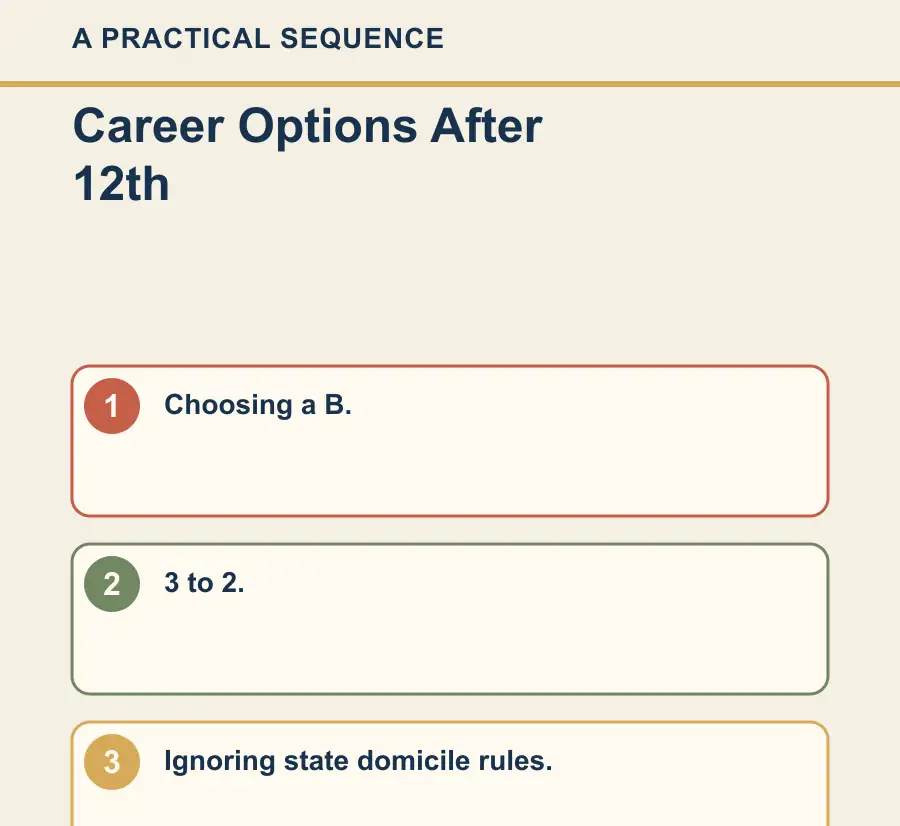 A PRACTICAL SEQUENCE
Career Options After
12th
1 Choosing a B.
2 3 to 2.
3 Ignoring state domicile rules.